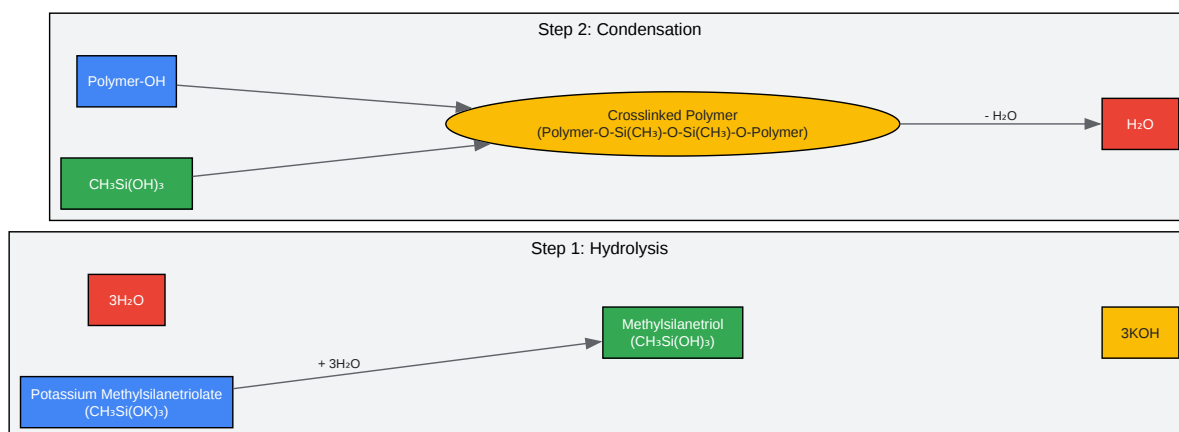 Step 2: Condensation
Polymer-OH
CH₃Si(OH)₃
Crosslinked Polymer
(Polymer-O-Si(CH₃)-O-Si(CH₃)-O-Polymer)
- H₂O
H₂O
Step 1: Hydrolysis
3H₂O
Potassium Methylsilanetriolate
(CH₃Si(OK)₃)
+ 3H₂O
Methylsilanetriol
(CH₃Si(OH)₃)
3KOH